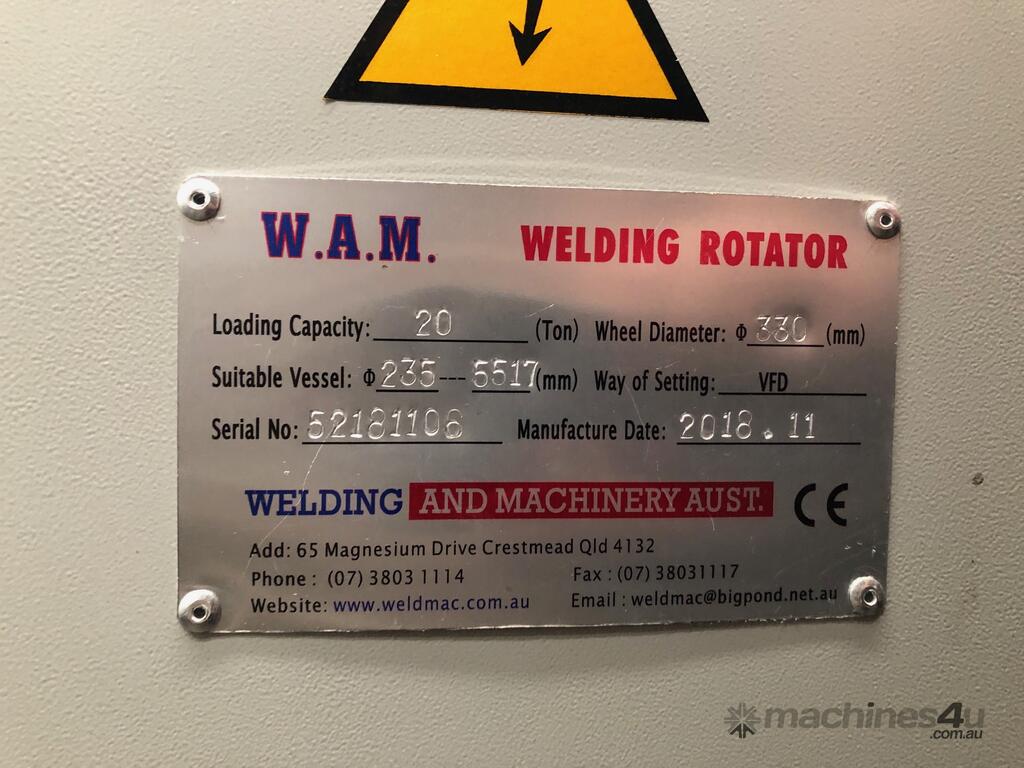 W.A.M. WELDING ROTATOR
Loading Capacity: 20 (Ton) Wheel Diameter: Φ 330 (mm)
Suitable Vessel: Φ 235---5517 (mm) Way of Setting: VFD
Serial No: 52181106 Manufacture Date: 2018.11
WELDING AND MACHINERY AUST. CE
Add: 65 Magnesium Drive Crestmead Qld 4132
Phone: (07) 3803 1114 Fax: (07) 38031117
Website: www.weldmac.com.au Email: weldmac@bigpond.net.au
machines4u
.com.au